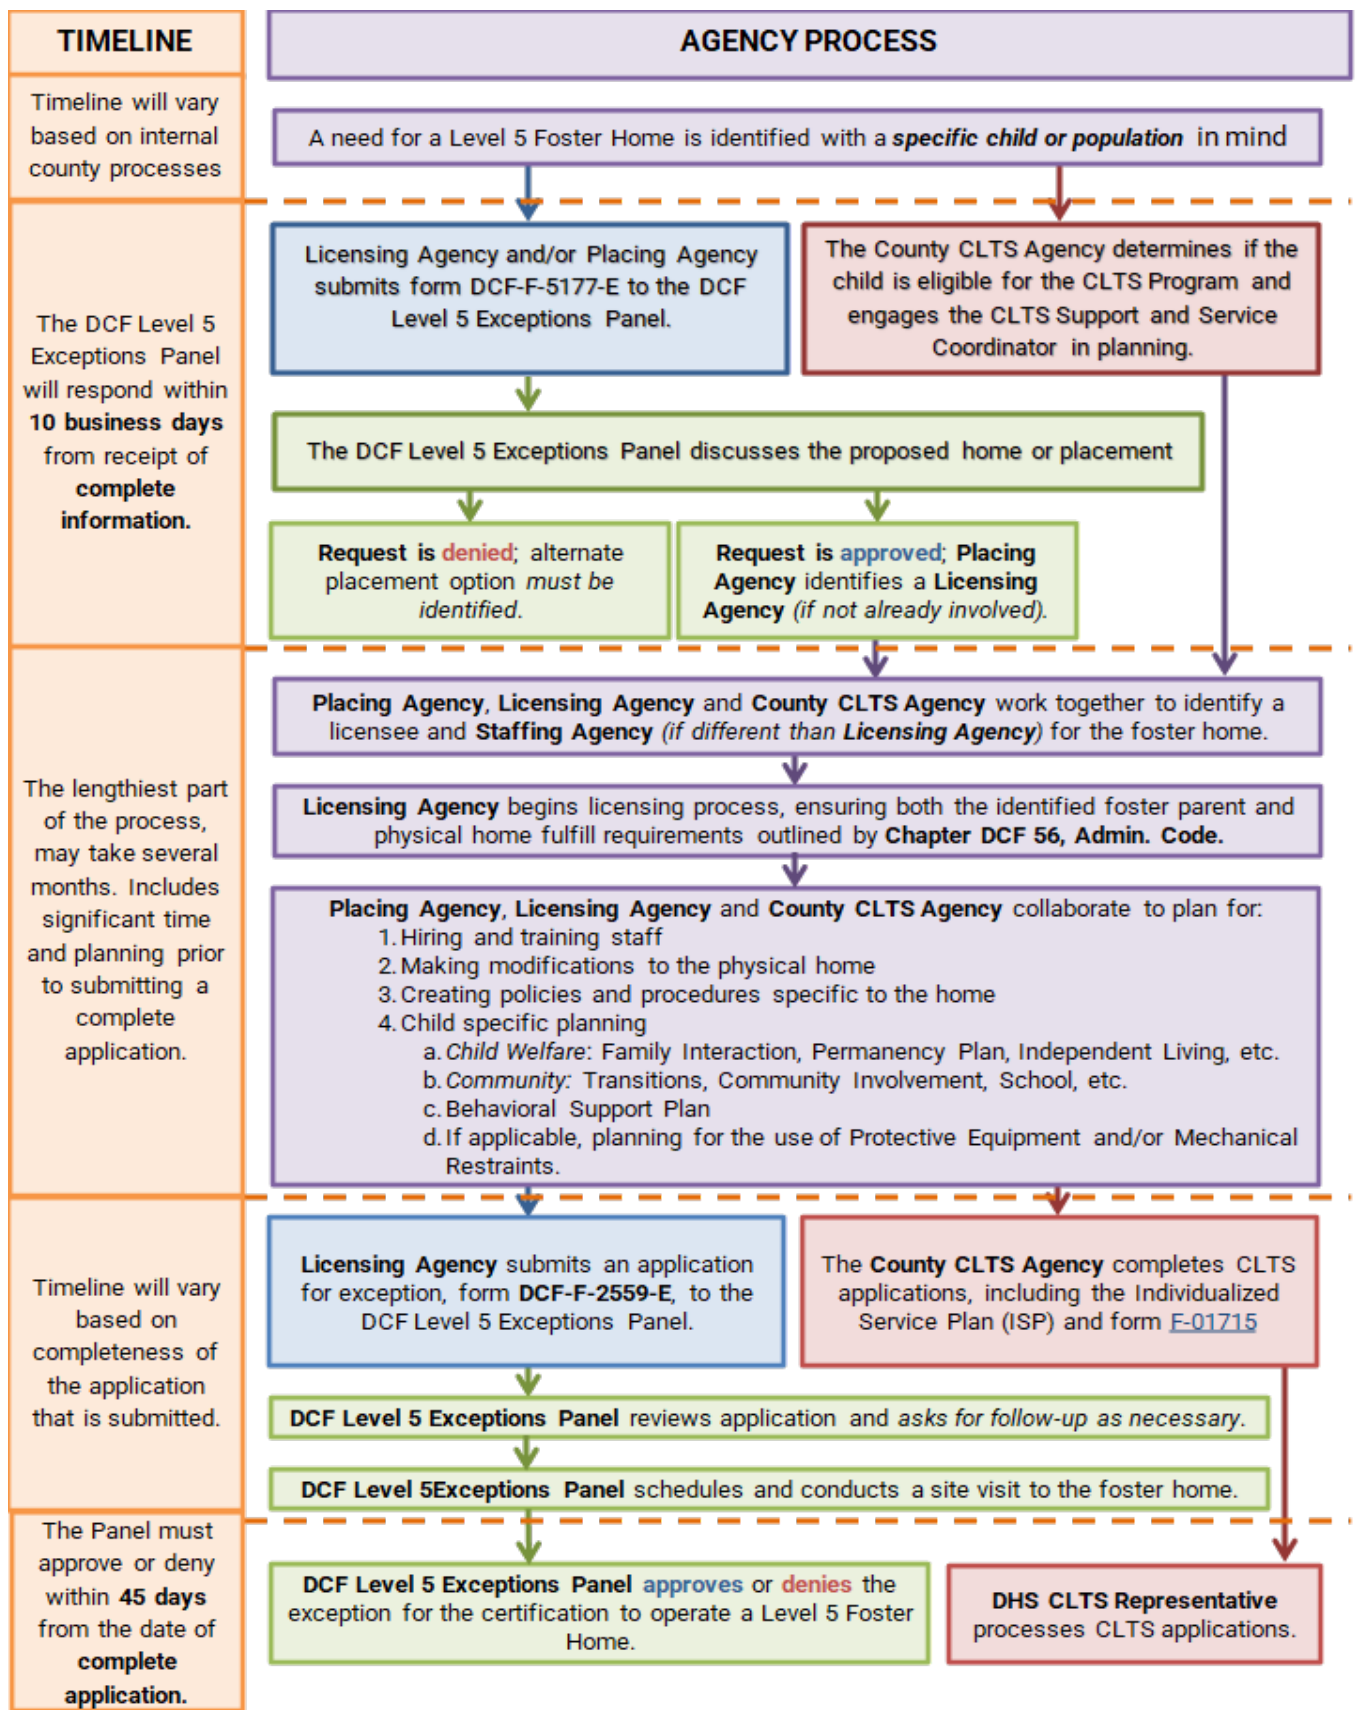 TIMELINE
AGENCY PROCESS
Timeline will vary
based on internal
county processes
A need for a Level 5 Foster Home is identified with a specific child or population in mind
The DCF Level 5
Exceptions Panel
will respond within
10 business days
from receipt of
complete
information.
Licensing Agency and/or Placing Agency
submits form DCF-F-5177-E to the DCF
Level 5 Exceptions Panel.
The County CLTS Agency determines if the
child is eligible for the CLTS Program and
engages the CLTS Support and Service
Coordinator in planning.
The DCF Level 5 Exceptions Panel discusses the proposed home or placement
Request is denied; alternate
placement option must be
identified.
Request is approved; Placing
Agency identifies a Licensing
Agency (if not already involved).
The lengthiest part
of the process,
may take several
months. Includes
significant time
and planning prior
to submitting a
complete
application.
Placing Agency, Licensing Agency and County CLTS Agency work together to identify a
licensee and Staffing Agency (if different than Licensing Agency) for the foster home.
Licensing Agency begins licensing process, ensuring both the identified foster parent and
physical home fulfill requirements outlined by Chapter DCF 56, Admin. Code.
Placing Agency, Licensing Agency and County CLTS Agency collaborate to plan for:
1. Hiring and training staff
2. Making modifications to the physical home
3. Creating policies and procedures specific to the home
4. Child specific planning
a. Child Welfare: Family Interaction, Permanency Plan, Independent Living, etc.
b. Community: Transitions, Community Involvement, School, etc.
c. Behavioral Support Plan
d. If applicable, planning for the use of Protective Equipment and/or Mechanical
Restraints.
Timeline will vary
based on
completeness of
the application
that is submitted.
Licensing Agency submits an application
for exception, form DCF-F-2559-E, to the
DCF Level 5 Exceptions Panel.
The County CLTS Agency completes CLTS
applications, including the Individualized
Service Plan (ISP) and form F-01715
DCF Level 5 Exceptions Panel reviews application and asks for follow-up as necessary.
DCF Level 5Exceptions Panel schedules and conducts a site visit to the foster home.
The Panel must
approve or deny
within 45 days
from the date of
complete
application.
DCF Level 5 Exceptions Panel approves or denies the
exception for the certification to operate a Level 5 Foster
Home.
DHS CLTS Representative
processes CLTS applications.